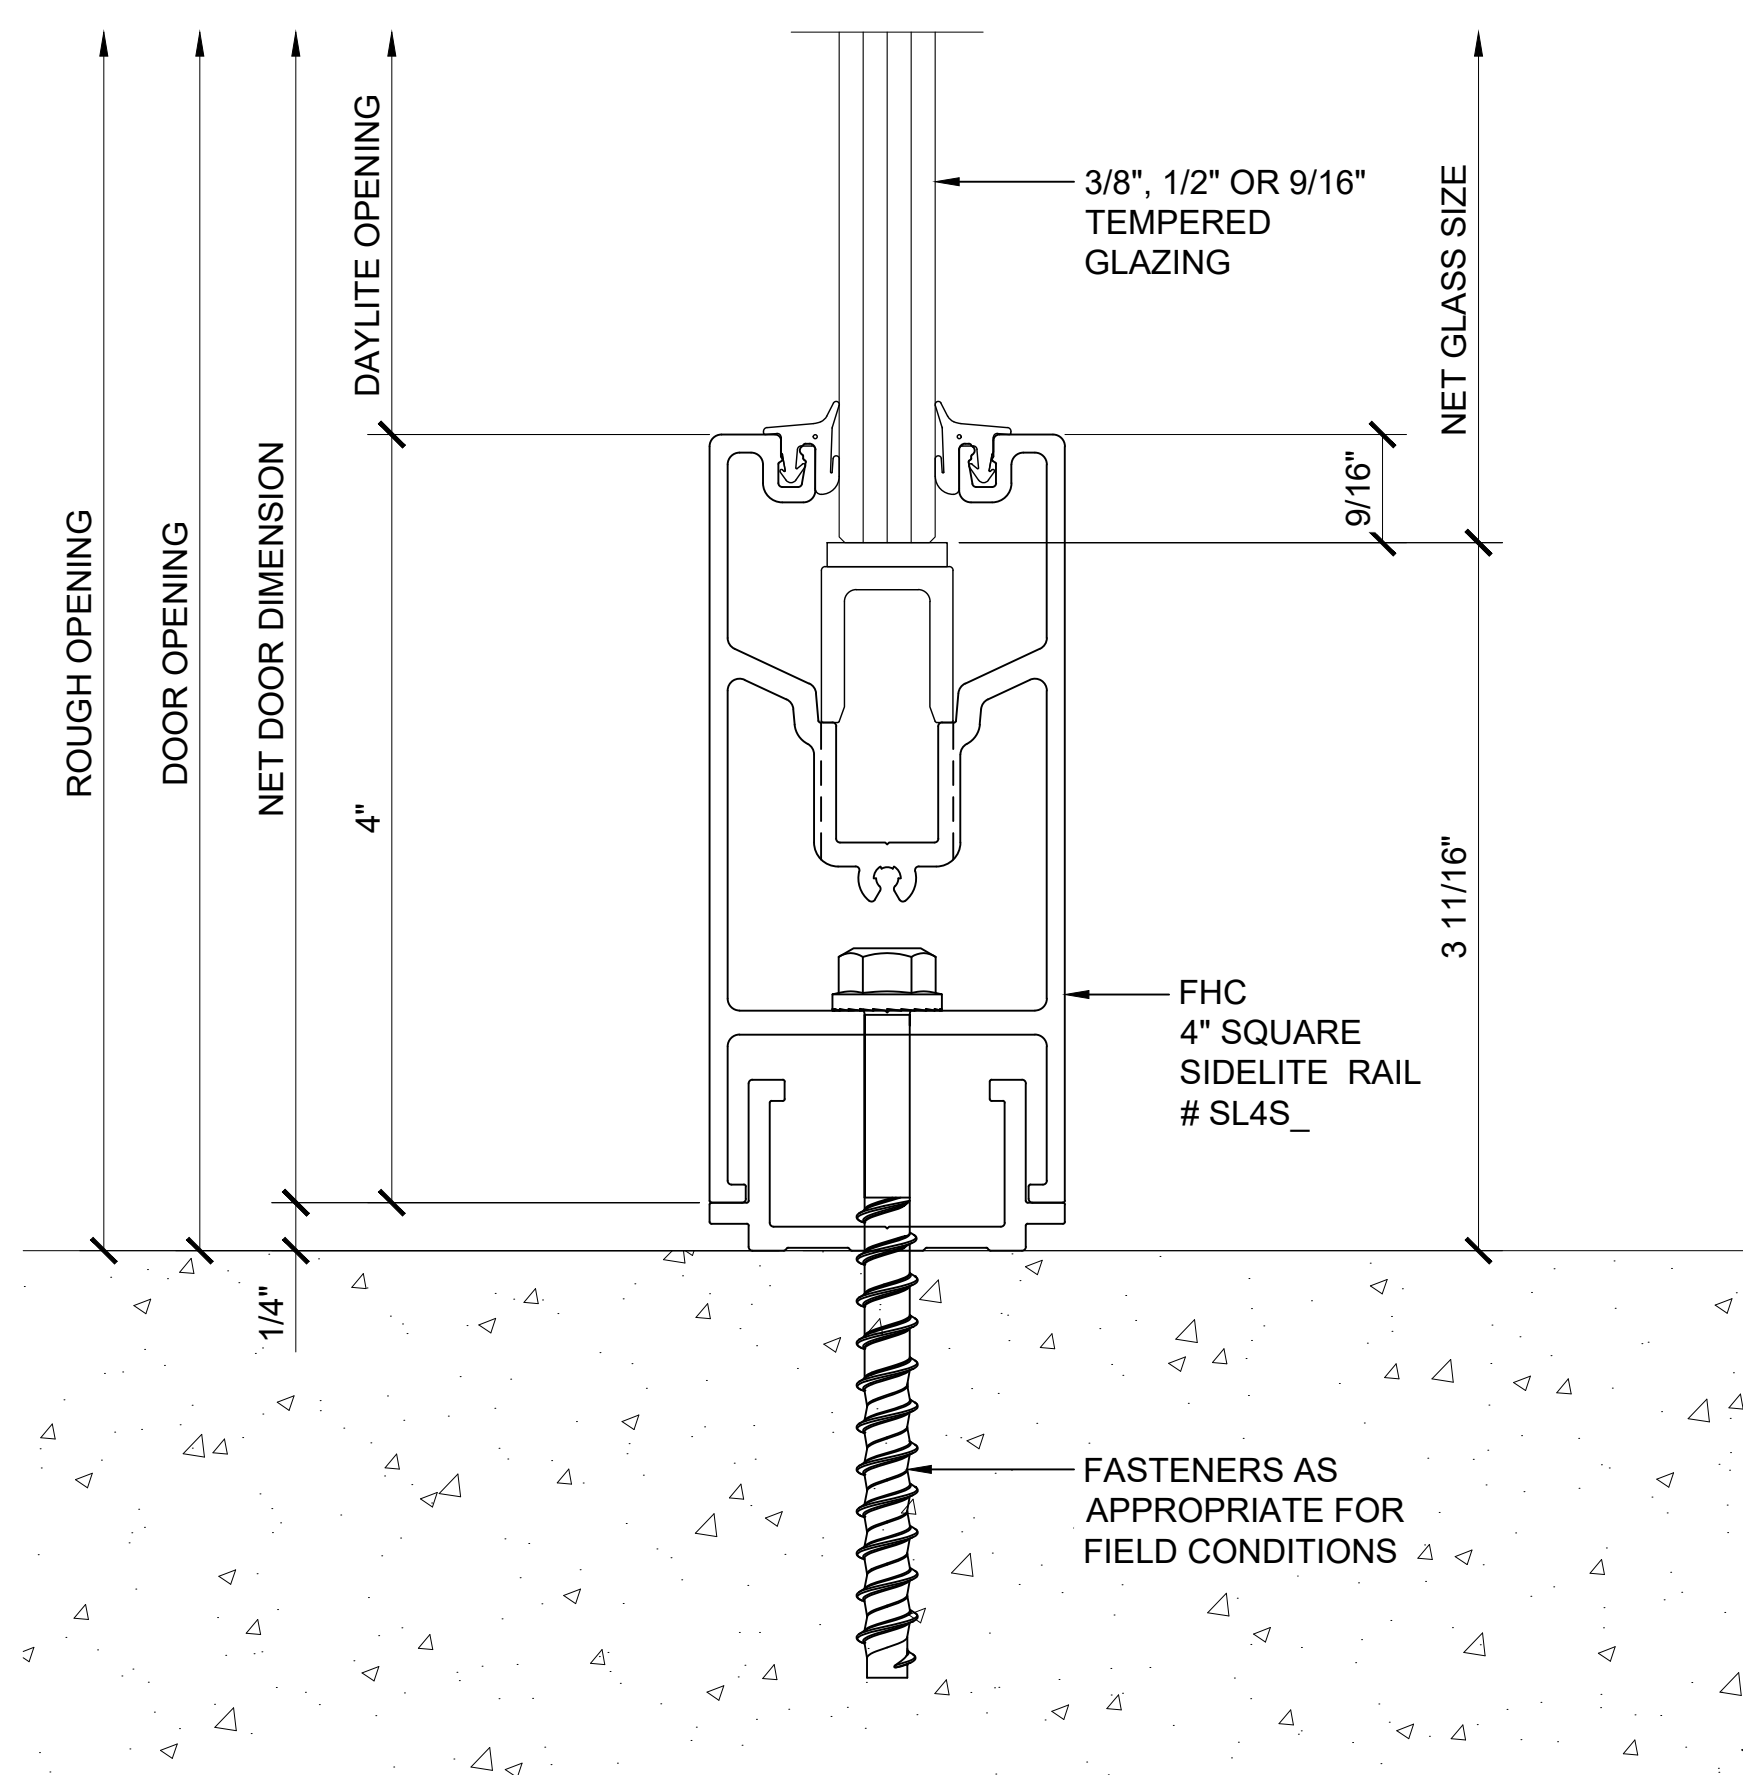 ROUGH OPENING
DOOR OPENING
NET DOOR DIMENSION
DAYLITE OPENING
4"
1/4"
3/8", 1/2" OR 9/16"
TEMPERED
GLAZING
NET GLASS SIZE
9/16"
3 11/16"
FHC
4" SQUARE
SIDELITE RAIL
# SL4S_
FASTENERS AS
APPROPRIATE FOR
FIELD CONDITIONS